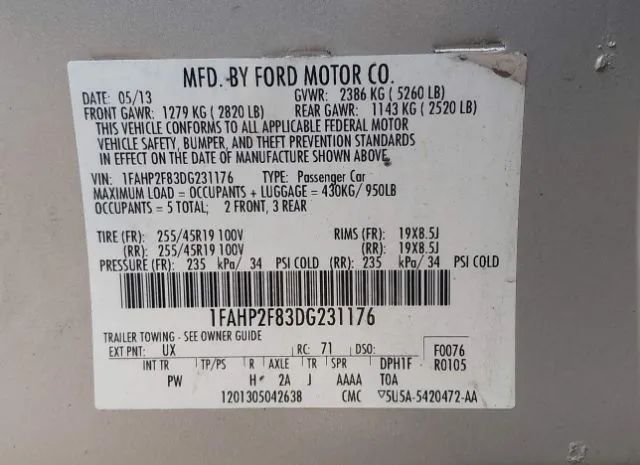 MFD. BY FORD MOTOR CO.
DATE: 05/13 GVWR: 2386 KG ( 5260 LB)
FRONT GAWR: 1279 KG ( 2820 LB) REAR GAWR: 1143 KG ( 2520 LB)
THIS VEHICLE CONFORMS TO ALL APPLICABLE FEDERAL MOTOR
VEHICLE SAFETY, BUMPER, AND THEFT PREVENTION STANDARDS
IN EFFECT ON THE DATE OF MANUFACTURE SHOWN ABOVE.
VIN: 1FAHP2F83DG231176 TYPE: Passenger Car
MAXIMUM LOAD = OCCUPANTS + LUGGAGE = 430KG/ 950LB
OCCUPANTS = 5 TOTAL; 2 FRONT, 3 REAR
TIRE (FR): 255/45R19 100V RIMS (FR): 19X8.5J
(RR): 255/45R19 100V (RR): 19X8.5J
PRESSURE (FR): 235 kPa/ 34 PSI COLD (RR): 235 kPa/ 34 PSI COLD
1FAHP2F83DG231176
TRAILER TOWING - SEE OWNER GUIDE
EXT PNT: UX RC: 71 DSO: F0076
INT TR TP/PS R AXLE TR SPR DPH1F R0105
PW H 2A J AAAA T0A
1201305042638 CMC ▽5U5A-5420472-AA